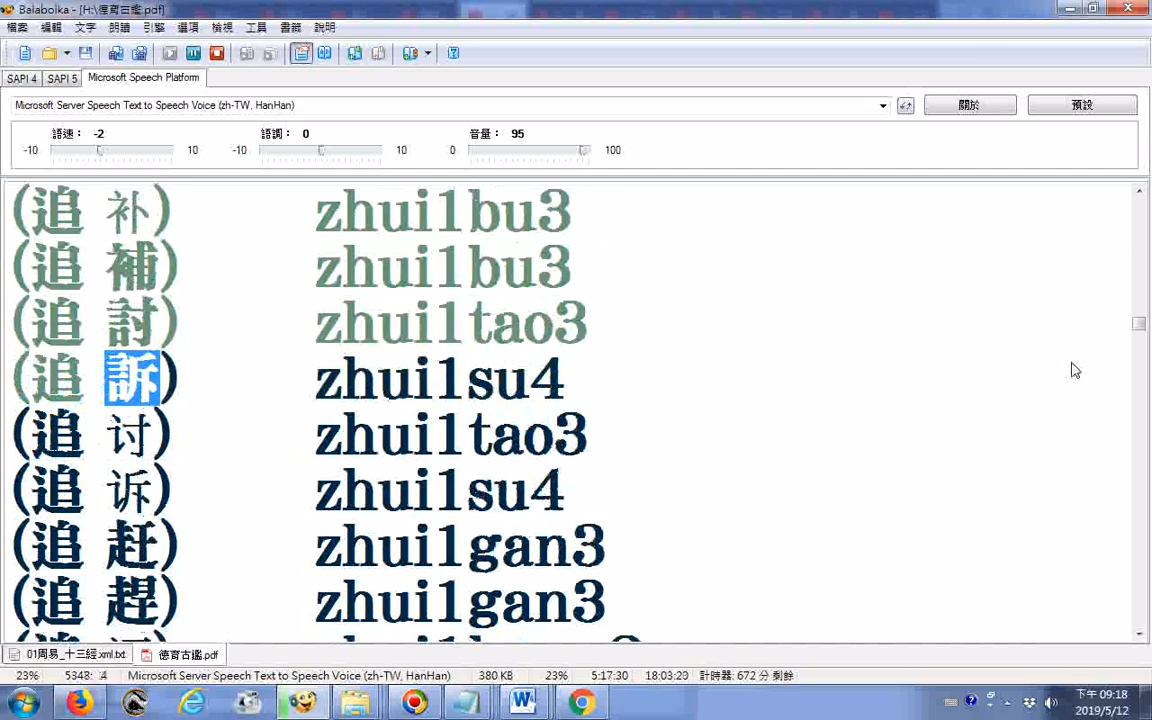 Balabolka - [H:\德育古鑑.pdf]
檔案 編輯 文字 朗讀 引擎 選項 檢視 工具 書籤 說明
SAPI 4 SAPI 5 Microsoft Speech Platform
Microsoft Server Speech Text to Speech Voice (zh-TW, HanHan) 關於 預設
語速： -2 語調： 0 音量： 95
-10 10 -10 10 0 100
(追 补) zhui1bu3
(追 補) zhui1bu3
(追 討) zhui1tao3
(追 訴) zhui1su4
(追 讨) zhui1tao3
(追 诉) zhui1su4
(追 赶) zhui1gan3
(追 趕) zhui1gan3
01周易_十三經.xml.txt 德育古鑑.pdf
23% 5348: 4 Microsoft Server Speech Text to Speech Voice (zh-TW, HanHan) 380 KB 23% 5:17:30 18:03:20 計時器: 672 分 剩餘
下午 09:18
2019/5/12